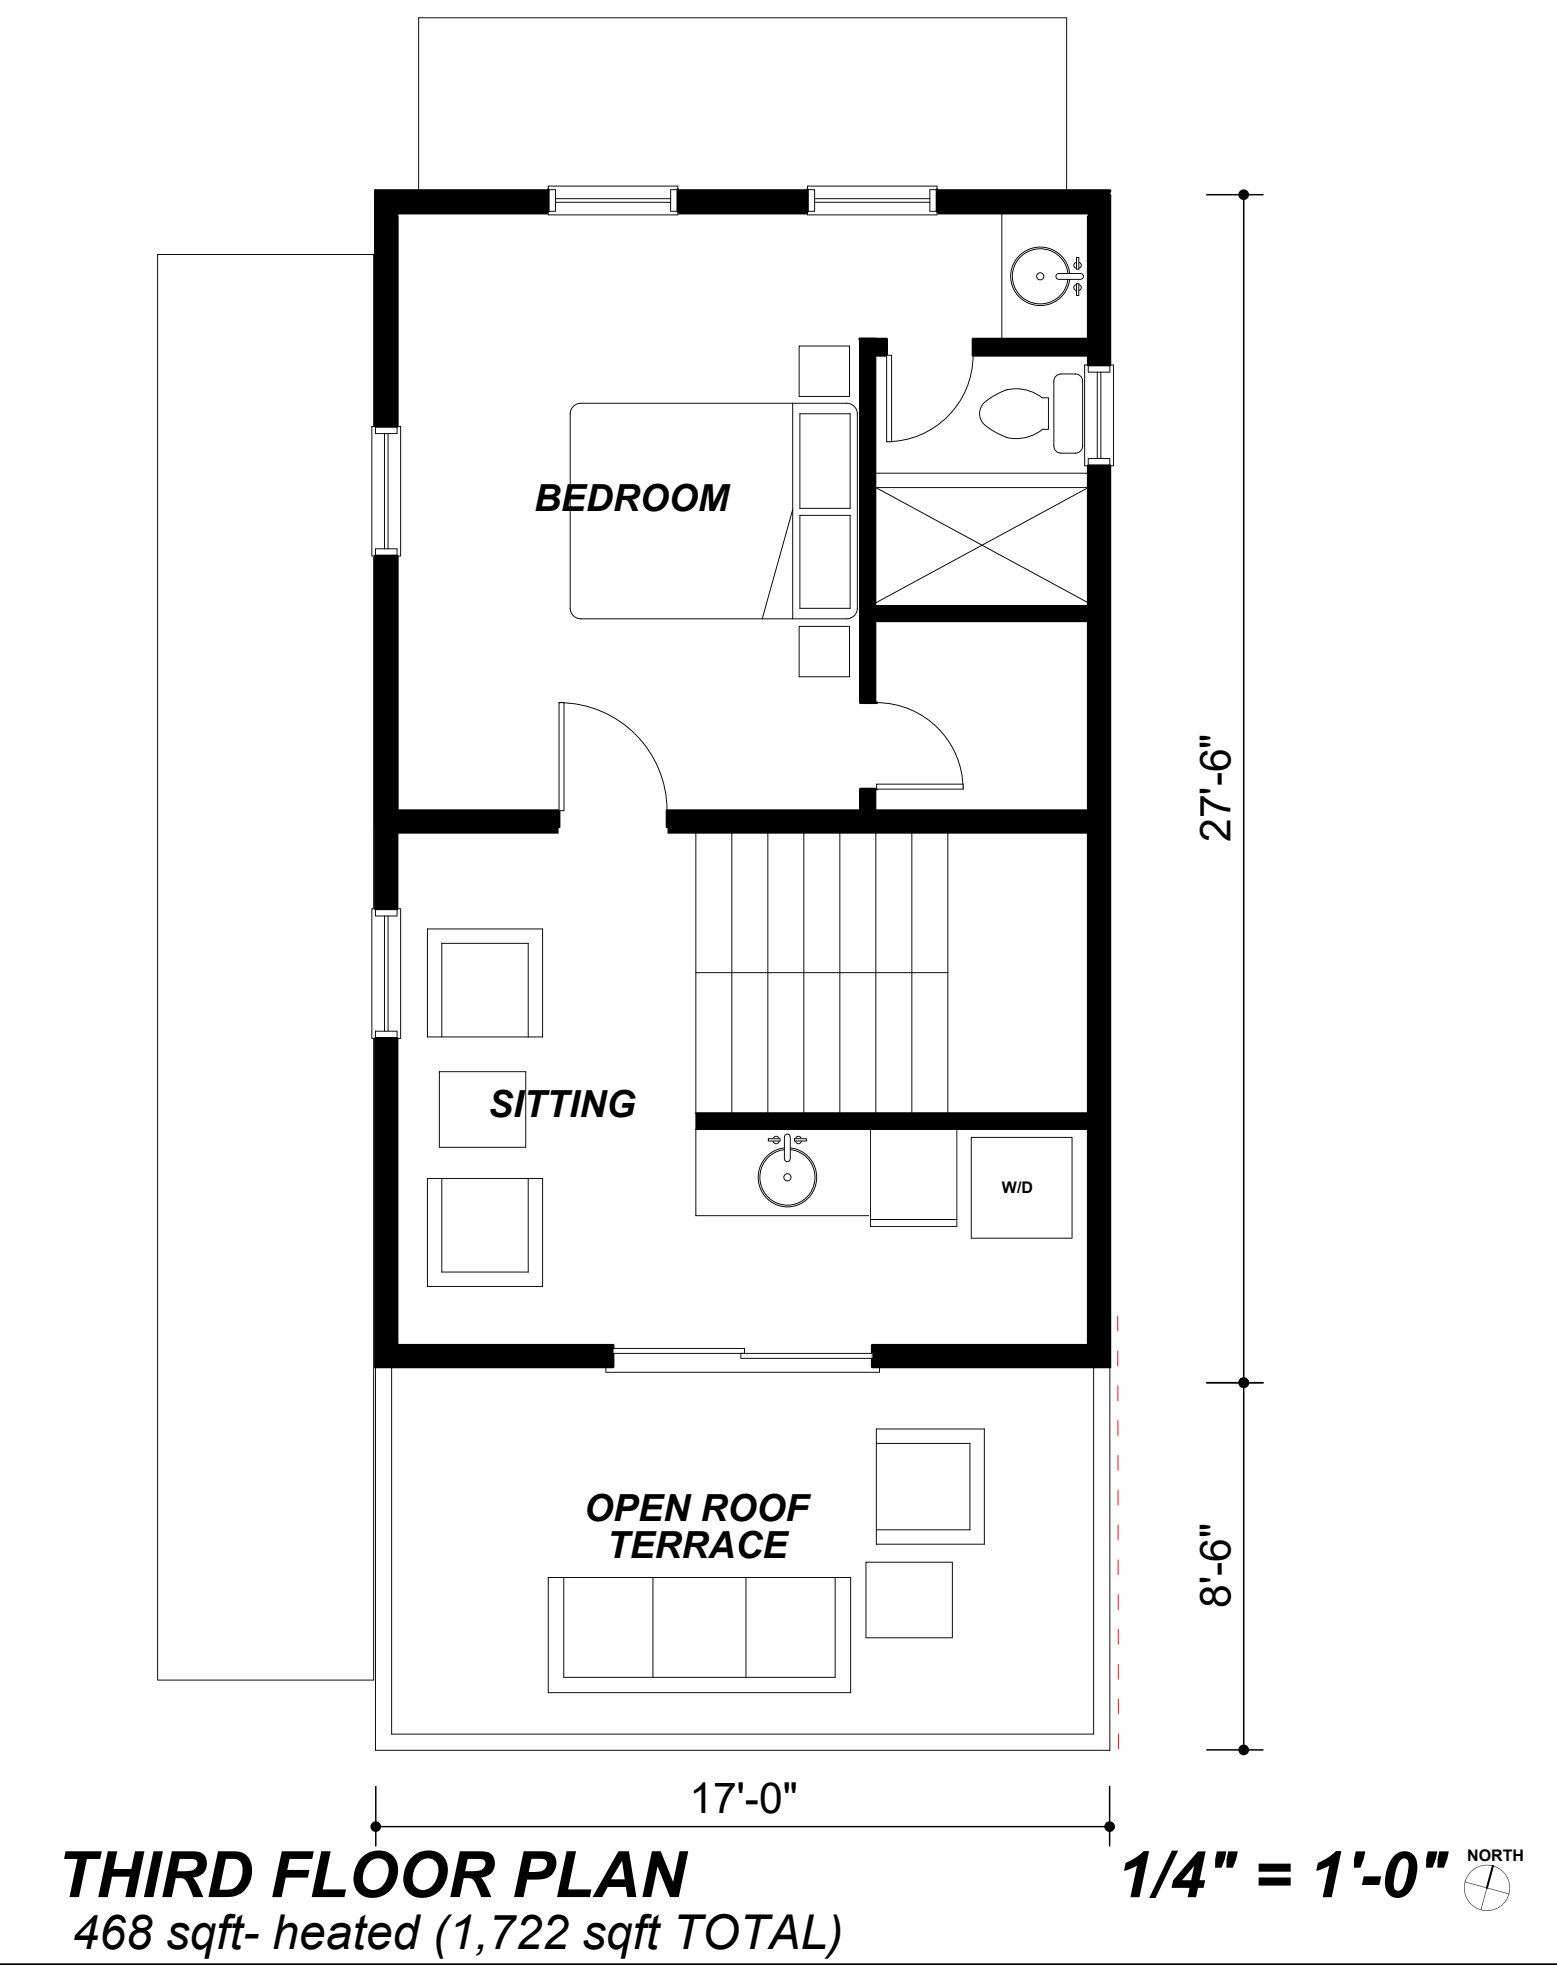 BEDROOM
27'-6"
SITTING
W/D
OPEN ROOF
TERRACE
8'-6"
17'-0"
THIRD FLOOR PLAN
1/4" = 1'-0"
NORTH
468 sqft- heated (1,722 sqft TOTAL)